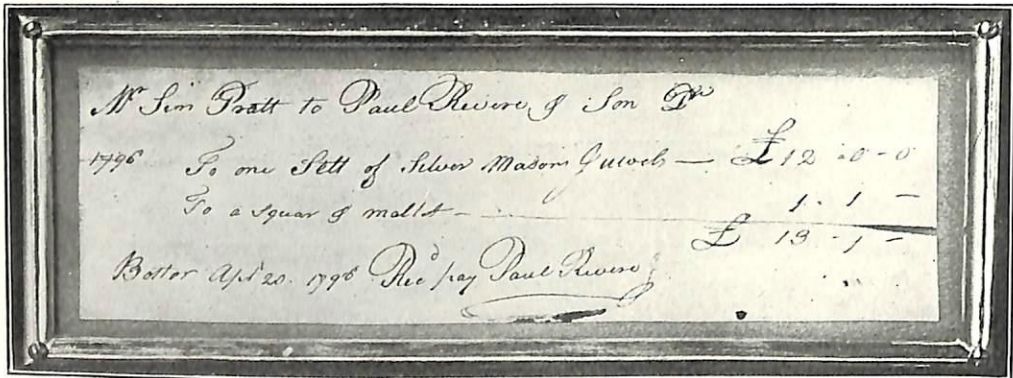 Mr Sim Pratt to Paul Revere & Son Dr
1796 To one Sett of Silver Masons Juwels — £12 - 0 - 0
To a Squar & mallet — 1 - 1 -
£ 13 - 1 -
Boston Apl 20. 1796 Recd pay Paul Revere